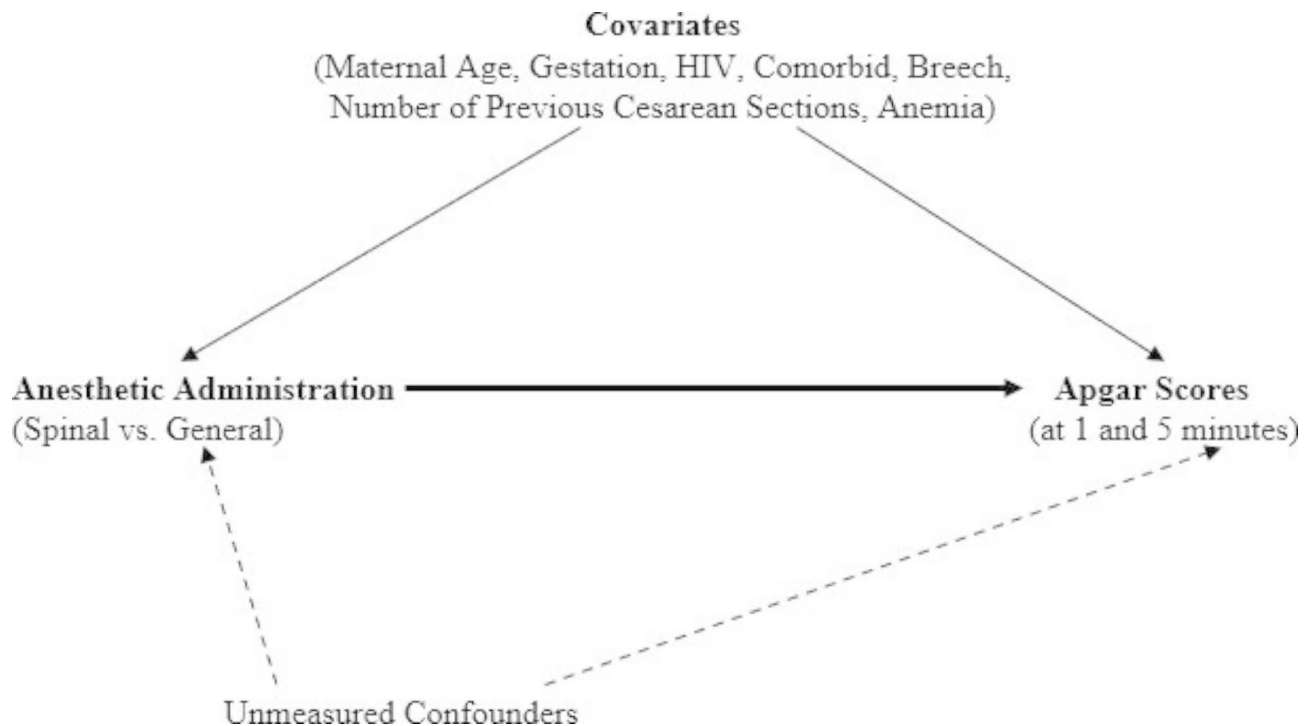 Covariates
(Maternal Age, Gestation, HIV, Comorbid, Breech,
Number of Previous Cesarean Sections, Anemia)
Anesthetic Administration
(Spinal vs. General)
Apgar Scores
(at 1 and 5 minutes)
Unmeasured Confounders